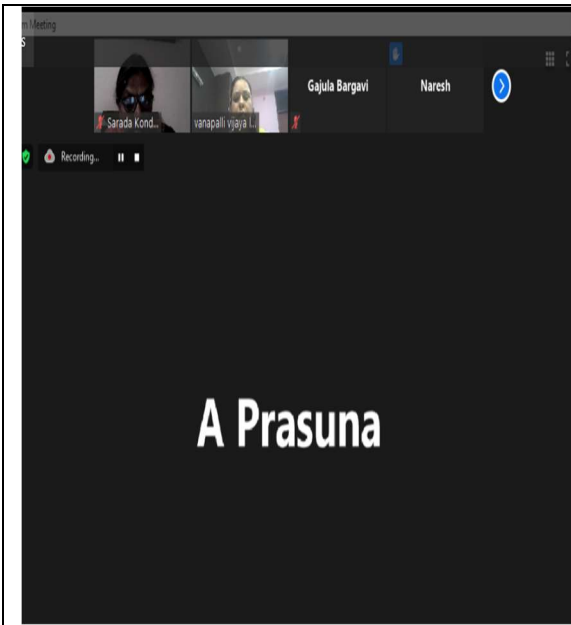 m Meeting
S
Sarada Kond...
vanapalli vijaya l...
Gajula Bargavi
Naresh
Recording...
A Prasuna